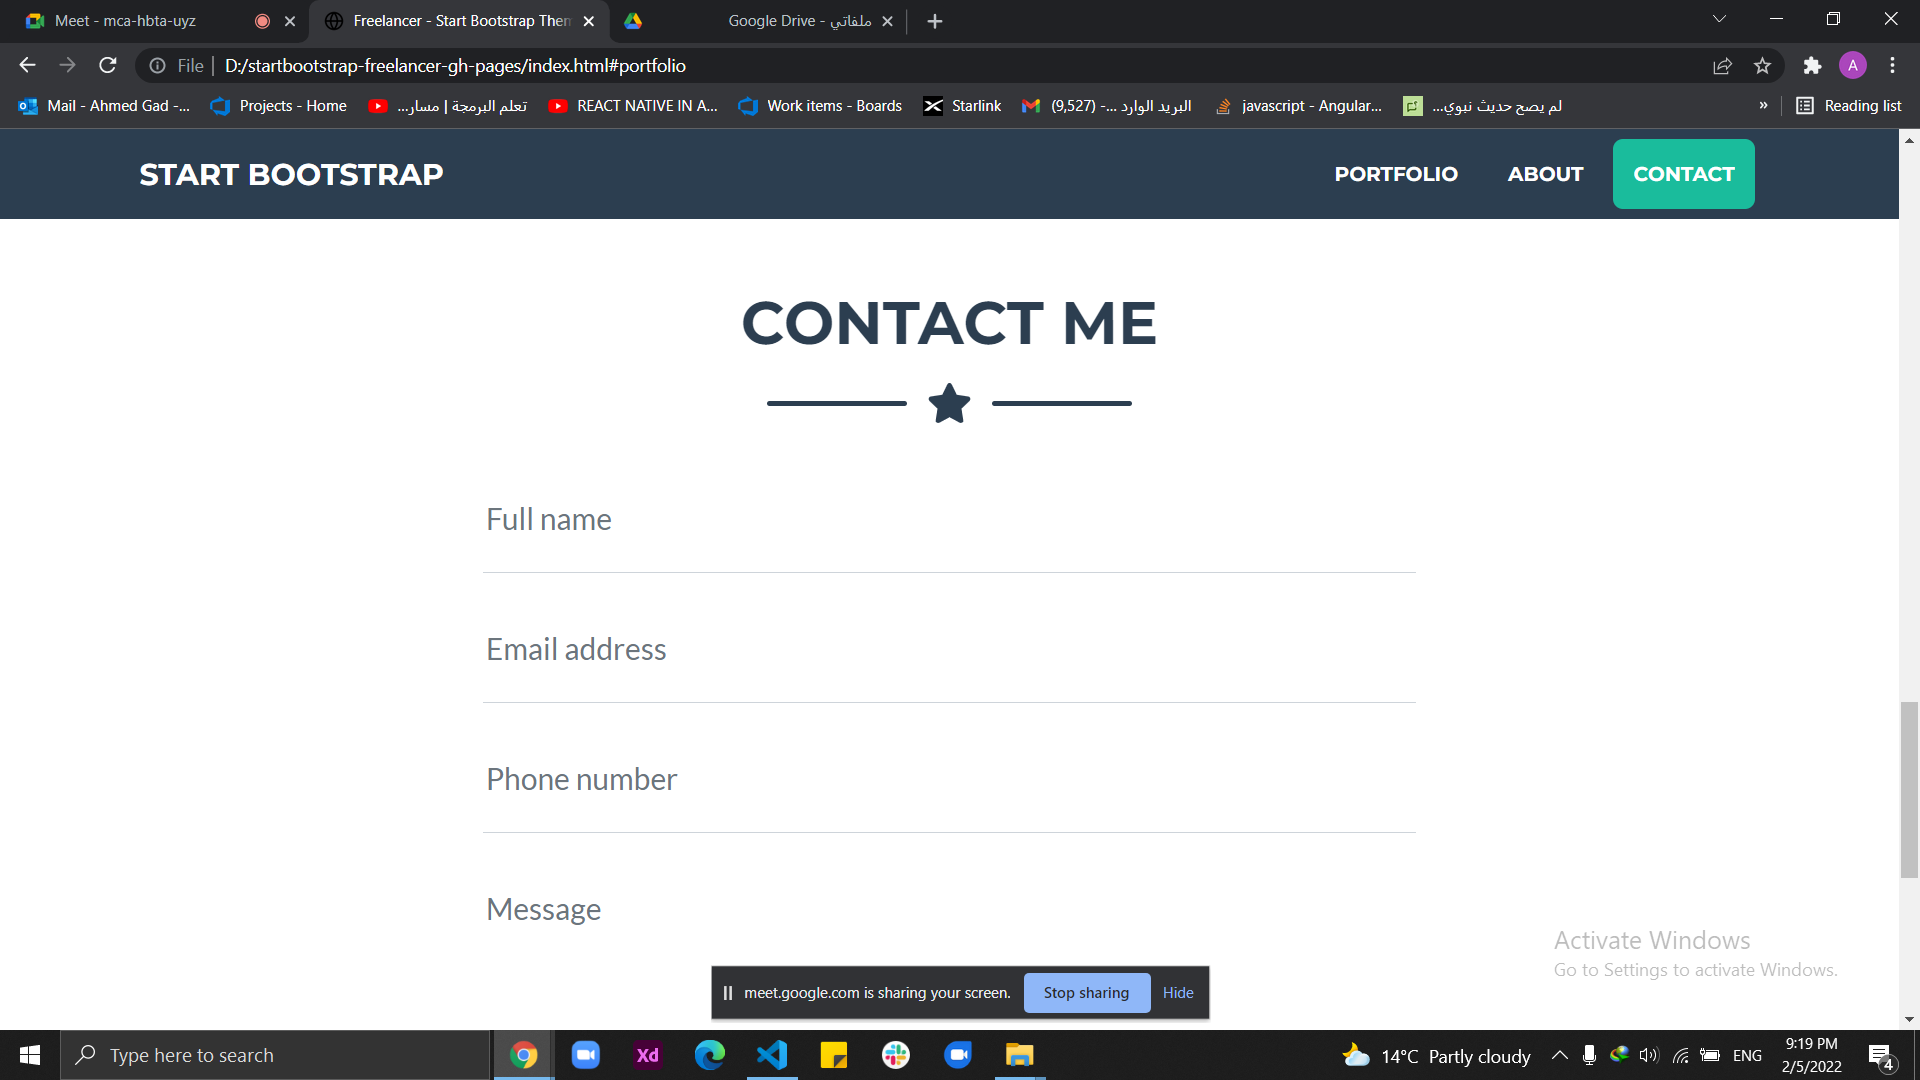 Meet - mca-hbta-uyz
Freelancer - Start Bootstrap Them
ملفاتي - Google Drive
File
D:/startbootstrap-freelancer-gh-pages/index.html#portfolio
A
Mail - Ahmed Gad -...
Projects - Home
تعلم البرمجة | مسار...
REACT NATIVE IN A...
Work items - Boards
Starlink
البريد الوارد ...- (9,527)
javascript - Angular...
لم يصح حديث نبوي...
»
Reading list
START BOOTSTRAP
PORTFOLIO
ABOUT
CONTACT
CONTACT ME
Full name
Email address
Phone number
Message
Activate Windows
Go to Settings to activate Windows.
meet.google.com is sharing your screen.
Stop sharing
Hide
Type here to search
Xd
14°C Partly cloudy
ENG
9:19 PM
2/5/2022
4